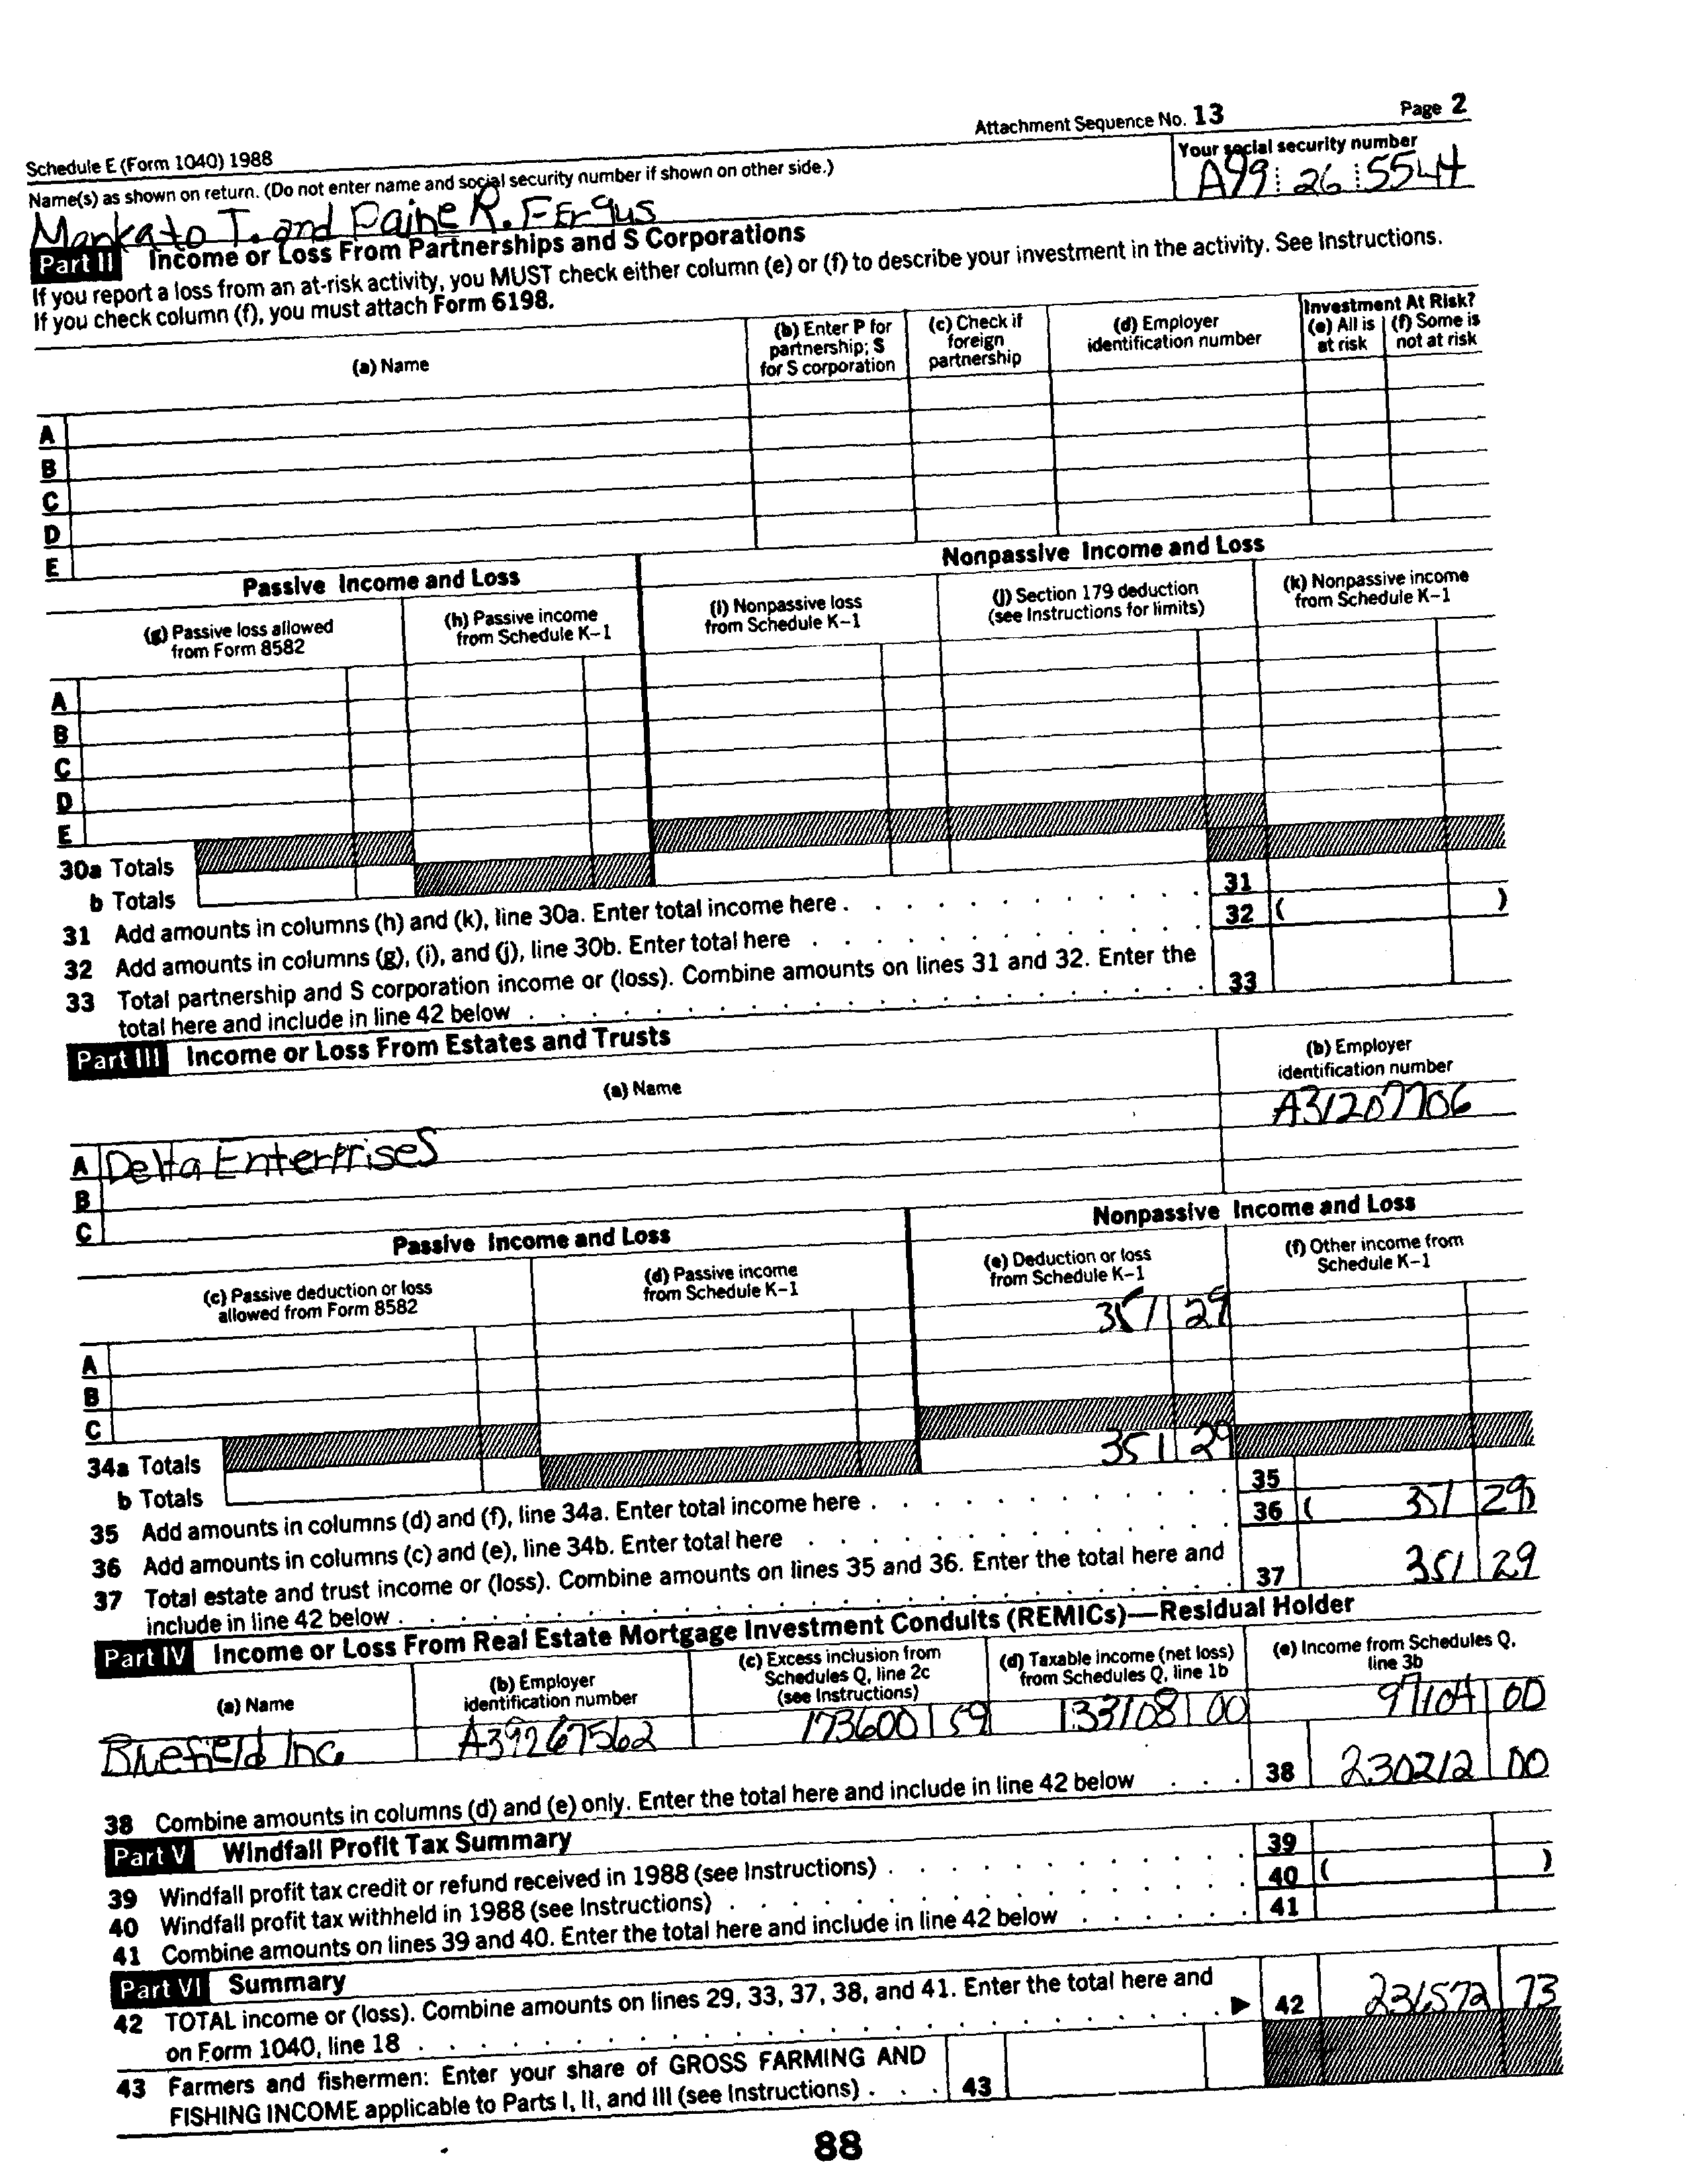 Attachment Sequence No. 13 Page 2
Schedule E (Form 1040) 1988
Name(s) as shown on return. (Do not enter name and social security number if shown on other side.) Your social security number
Mankato T. and Paine R. Fergus A99 26 5544
Part II Income or Loss From Partnerships and S Corporations
If you report a loss from an at-risk activity, you MUST check either column (e) or (f) to describe your investment in the activity. See Instructions.
If you check column (f), you must attach Form 6198.
(a) Name
(b) Enter P for partnership; S for S corporation
(c) Check if foreign partnership
(d) Employer identification number
Investment At Risk?
(e) All is at risk
(f) Some is not at risk
A
B
C
D
E
Passive Income and Loss
Nonpassive Income and Loss
(g) Passive loss allowed from Form 8582
(h) Passive income from Schedule K-1
(i) Nonpassive loss from Schedule K-1
(j) Section 179 deduction (see Instructions for limits)
(k) Nonpassive income from Schedule K-1
A
B
C
D
E
30a Totals
b Totals
31 Add amounts in columns (h) and (k), line 30a. Enter total income here . 31
32 Add amounts in columns (g), (i), and (j), line 30b. Enter total here . 32 ( )
33 Total partnership and S corporation income or (loss). Combine amounts on lines 31 and 32. Enter the
total here and include in line 42 below . 33
Part III Income or Loss From Estates and Trusts
(a) Name
(b) Employer identification number
A Delta Enterprises A31207706
B
C
Passive Income and Loss
Nonpassive Income and Loss
(c) Passive deduction or loss allowed from Form 8582
(d) Passive income from Schedule K-1
(e) Deduction or loss from Schedule K-1
(f) Other income from Schedule K-1
A 351 29
B
C
34a Totals
b Totals 351 29
35 Add amounts in columns (d) and (f), line 34a. Enter total income here . 35
36 Add amounts in columns (c) and (e), line 34b. Enter total here . 36 ( 351 29)
37 Total estate and trust income or (loss). Combine amounts on lines 35 and 36. Enter the total here and
include in line 42 below . 37 351 29
Part IV Income or Loss From Real Estate Mortgage Investment Conduits (REMICs)—Residual Holder
(a) Name
(b) Employer identification number
(c) Excess inclusion from Schedules Q, line 2c (see Instructions)
(d) Taxable income (net loss) from Schedules Q, line 1b
(e) Income from Schedules Q, line 3b
Bluefield Inc A39267562 173600 59 133108 00 97104 00
38 Combine amounts in columns (d) and (e) only. Enter the total here and include in line 42 below . . . 38 230212 00
Part V Windfall Profit Tax Summary
39 Windfall profit tax credit or refund received in 1988 (see Instructions) . 39
40 Windfall profit tax withheld in 1988 (see Instructions) . 40 ( )
41 Combine amounts on lines 39 and 40. Enter the total here and include in line 42 below . 41
Part VI Summary
42 TOTAL income or (loss). Combine amounts on lines 29, 33, 37, 38, and 41. Enter the total here and
on Form 1040, line 18 . ▶ 42 231572 73
43 Farmers and fishermen: Enter your share of GROSS FARMING AND
FISHING INCOME applicable to Parts I, II, and III (see Instructions) . . . 43
88